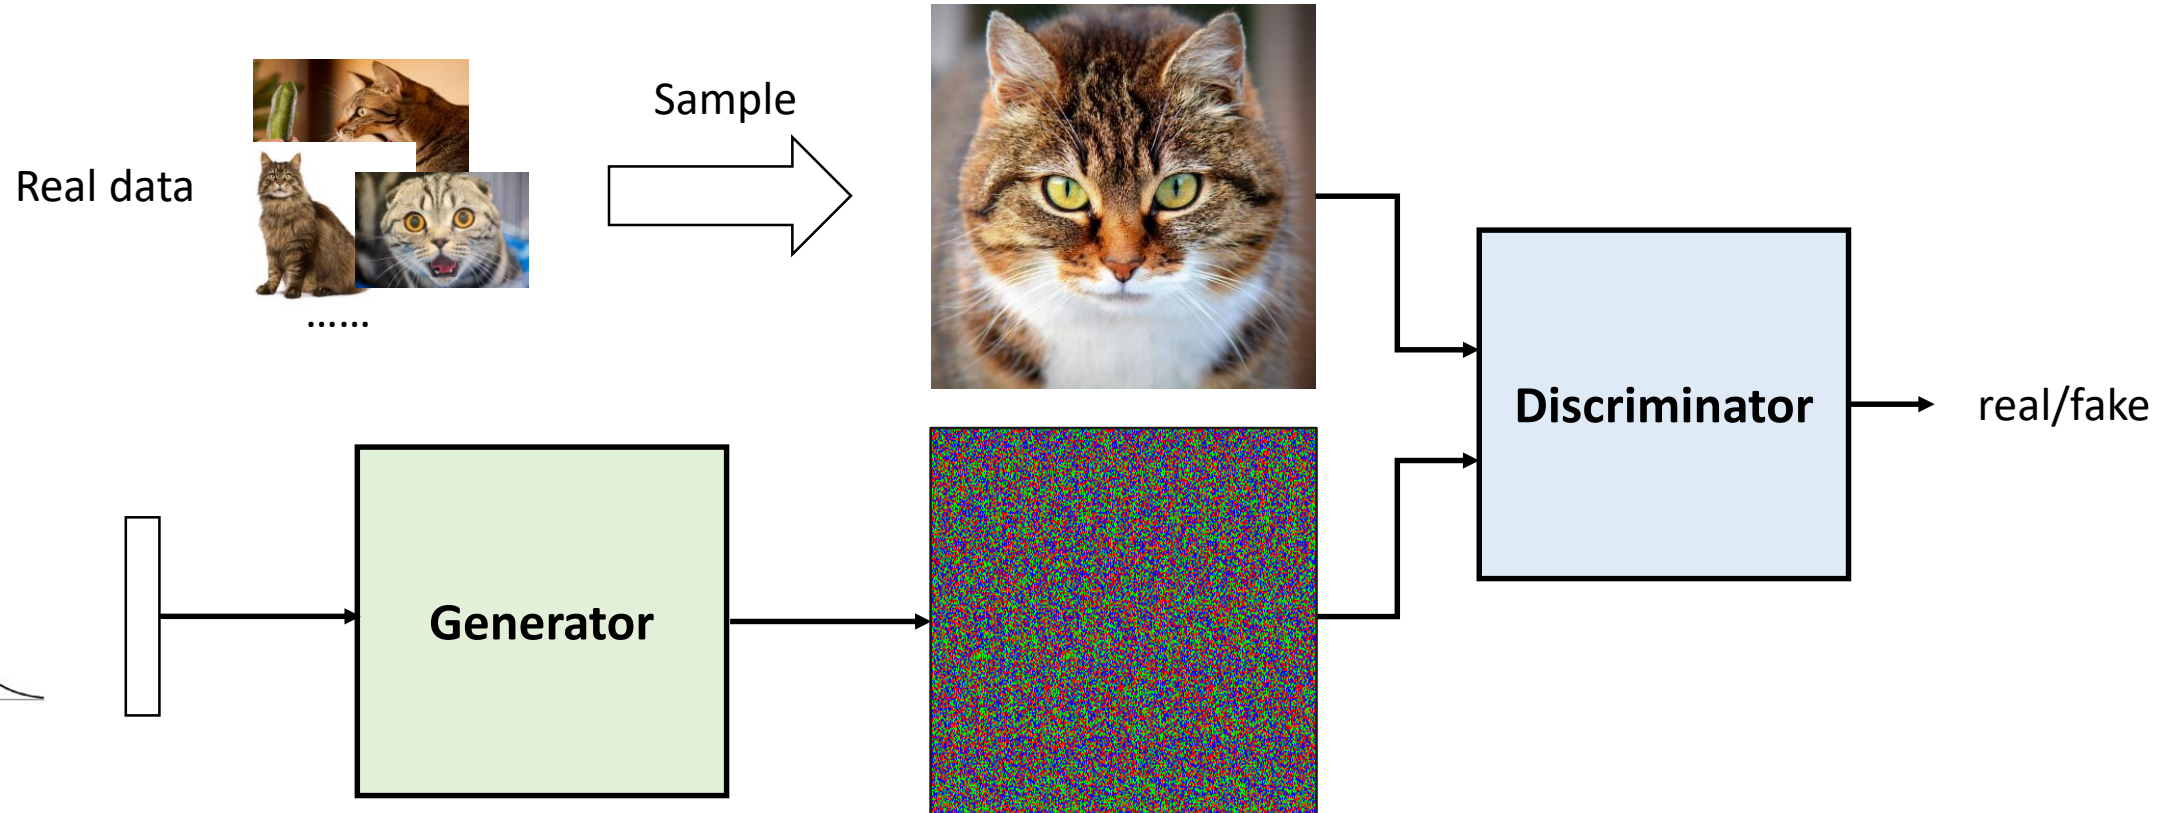 Sample
Real data
......
Discriminator
real/fake
Generator